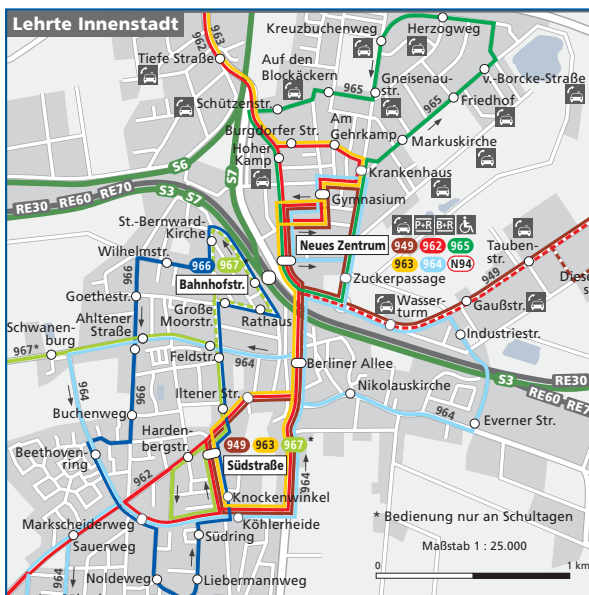 Lehrte Innenstadt
963
962
Tiefe Straße
Kreuzbuchenweg
Herzogweg
Auf den
Blockäckern
Gneisenau-
str.
v.-Borcke-Straße
965
Friedhof
965
Schützenstr.
Am
Gehrkamp
Burgdorfer Str.
Markuskirche
Hoher
Kamp
S6
S7
Krankenhaus
RE30 – RE60 – RE70
S3
S7
Gymnasium
St.-Bernward-
Kirche
Neues Zentrum
P+R
B+R
949
962
965
963
964
N94
Tauben-
str.
Wilhelmstr.
966
967
Bahnhofstr.
Zuckerpassage
949
966
Goethestr.
Große
Moorstr.
Rathaus
Wasser-
turm
Gaußstr.
Ahltener
Straße
Schwanen-
burg
967*
Feldstr.
964
Industriestr.
Berliner Allee
S3
RE30
964
966
Iltener Str.
Nikolauskirche
964
Buchenweg
Everner Str.
Harden-
bergstr.
949
963
967
*
Südstraße
Beethoven-
ring
962
964
Knockenwinkel
* Bedienung nur an Schultagen
Markscheiderweg
Köhlerheide
Sauerweg
Südring
Maßstab 1 : 25.000
964
Noldeweg
Liebermannweg
0
1 km